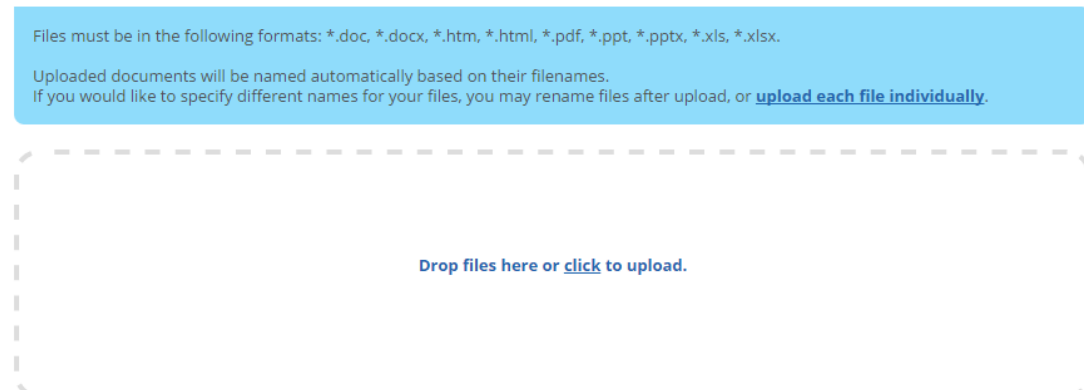 Files must be in the following formats: *.doc, *.docx, *.htm, *.html, *.pdf, *.ppt, *.pptx, *.xls, *.xlsx.
Uploaded documents will be named automatically based on their filenames.
If you would like to specify different names for your files, you may rename files after upload, or upload each file individually.
Drop files here or click to upload.